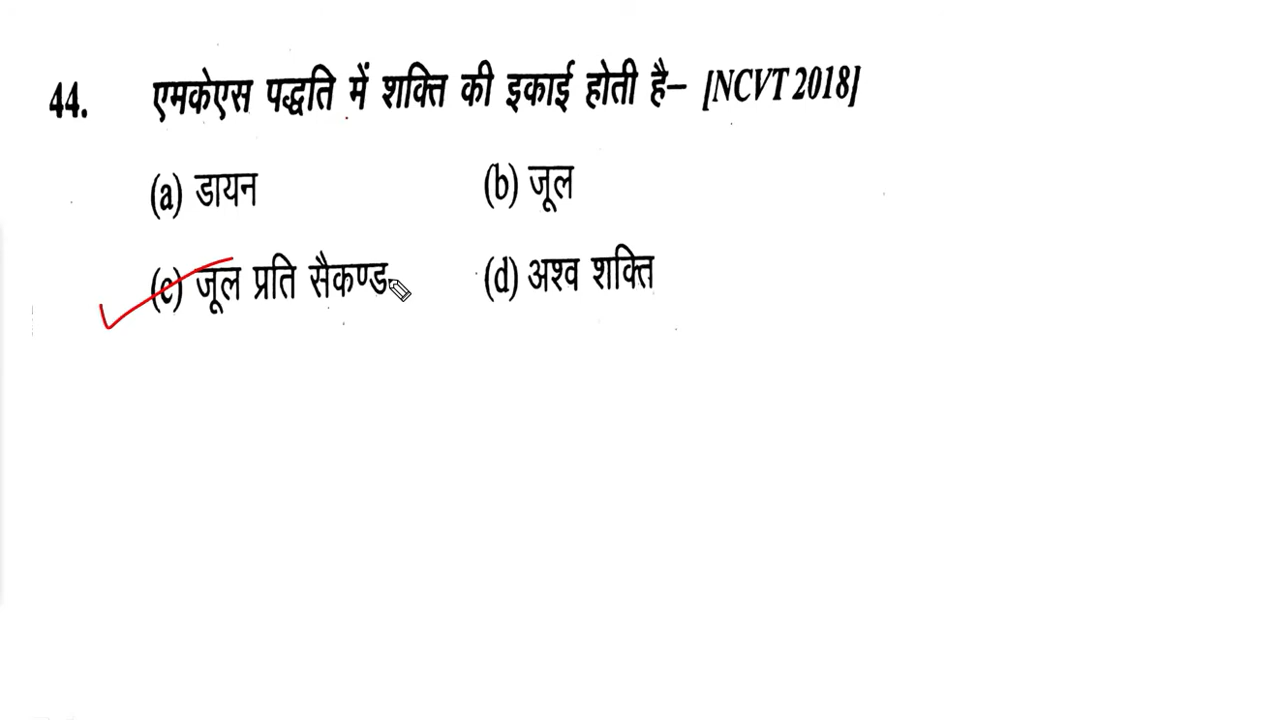 44. एमकेएस पद्धति में शक्ति की इकाई होती है– [NCVT 2018]
(a) डायन (b) जूल
(c) जूल प्रति सैकण्ड (d) अश्व शक्ति